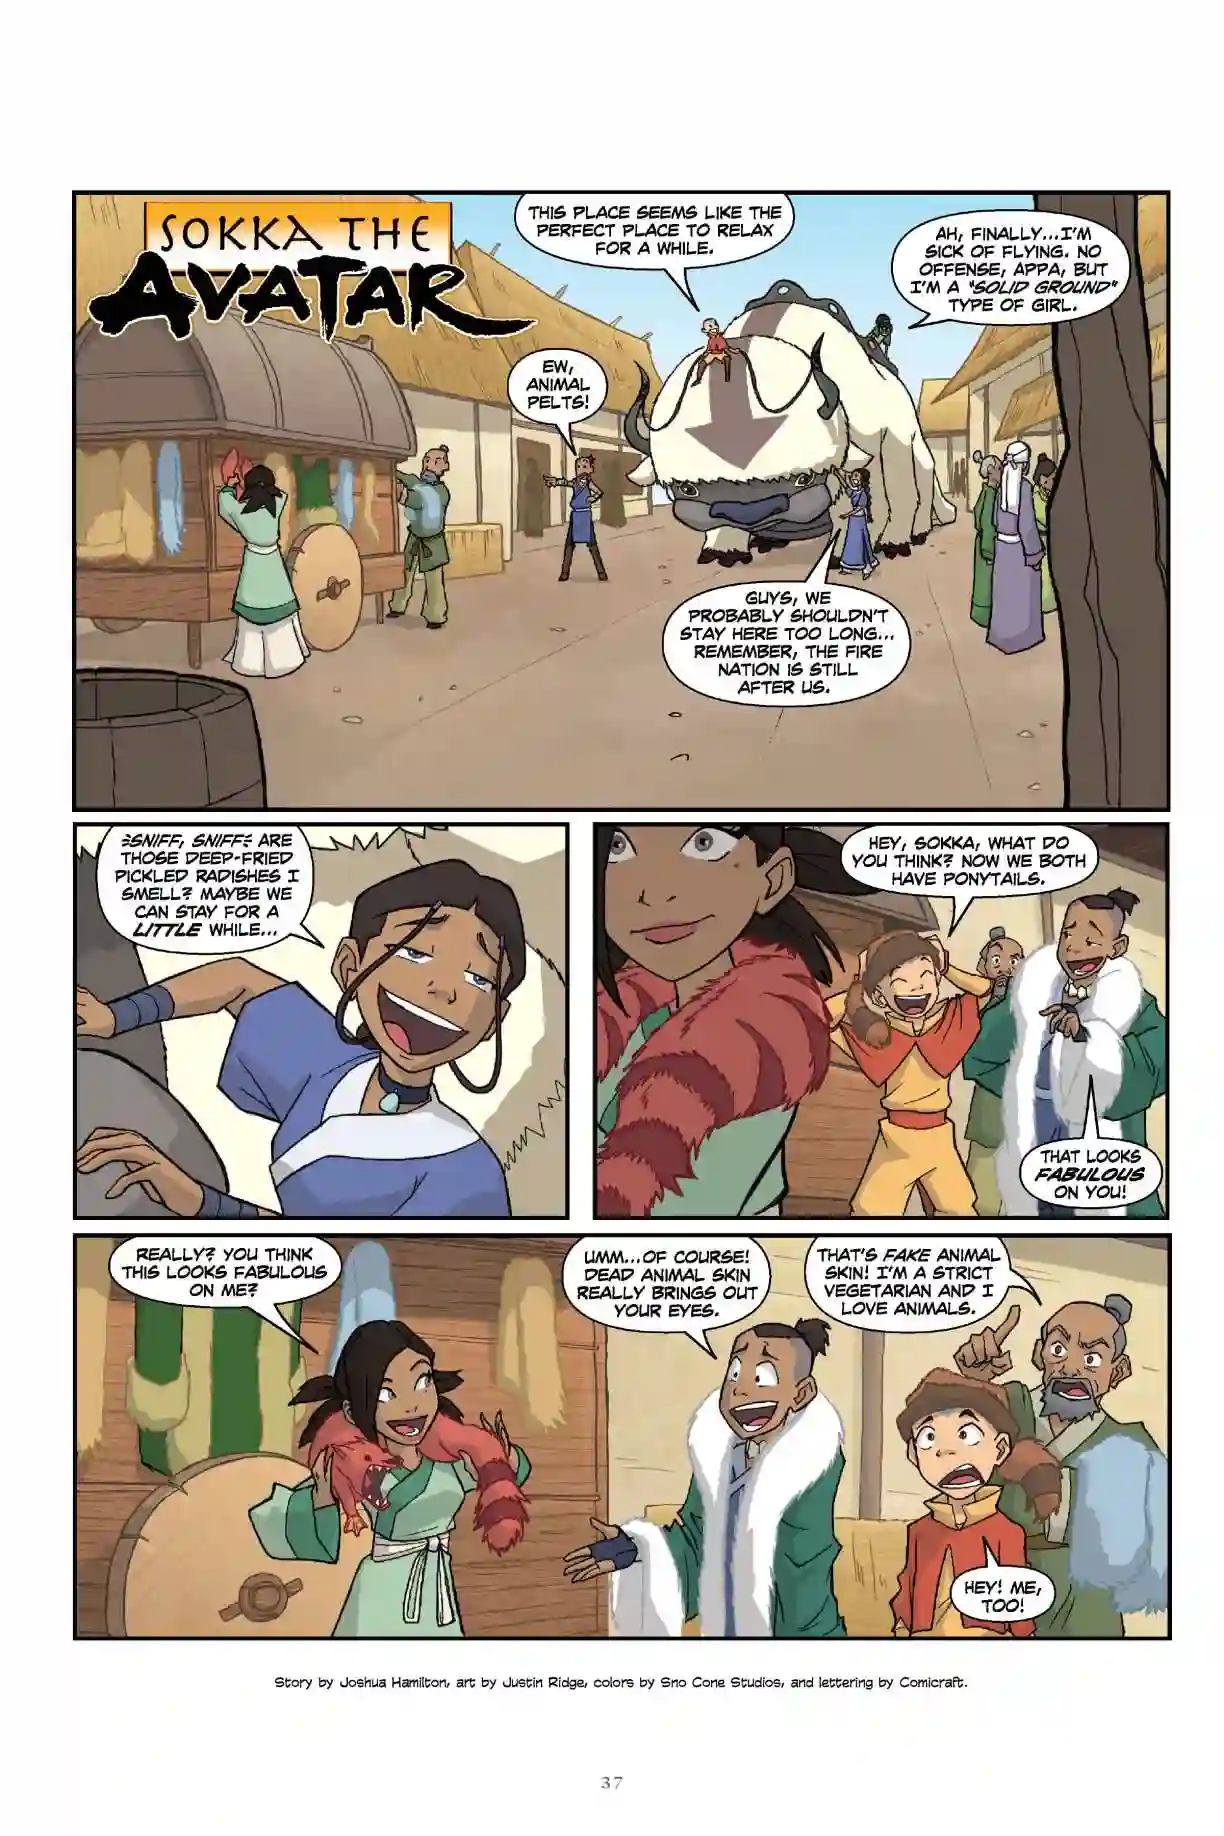 SOKKA THE
AVATAR
THIS PLACE SEEMS LIKE THE
PERFECT PLACE TO RELAX
FOR A WHILE.
AH, FINALLY...I'M
SICK OF FLYING. NO
OFFENSE, APPA, BUT
I'M A "SOLID GROUND"
TYPE OF GIRL.
EW,
ANIMAL
PELTS!
GUYS, WE
PROBABLY SHOULDN'T
STAY HERE TOO LONG...
REMEMBER, THE FIRE
NATION IS STILL
AFTER US.
SNIFF, SNIFF ARE
THOSE DEEP-FRIED
PICKLED RADISHES I
SMELL? MAYBE WE
CAN STAY FOR A
LITTLE WHILE...
HEY, SOKKA, WHAT DO
YOU THINK? NOW WE BOTH
HAVE PONYTAILS.
THAT LOOKS
FABULOUS
ON YOU!
REALLY? YOU THINK
THIS LOOKS FABULOUS
ON ME?
UMM...OF COURSE!
DEAD ANIMAL SKIN
REALLY BRINGS OUT
YOUR EYES.
THAT'S FAKE ANIMAL
SKIN! I'M A STRICT
VEGETARIAN AND I
LOVE ANIMALS.
HEY! ME,
TOO!
Story by Joshua Hamilton, art by Justin Ridge, colors by Sno Cone Studios, and lettering by Comicraft.
37